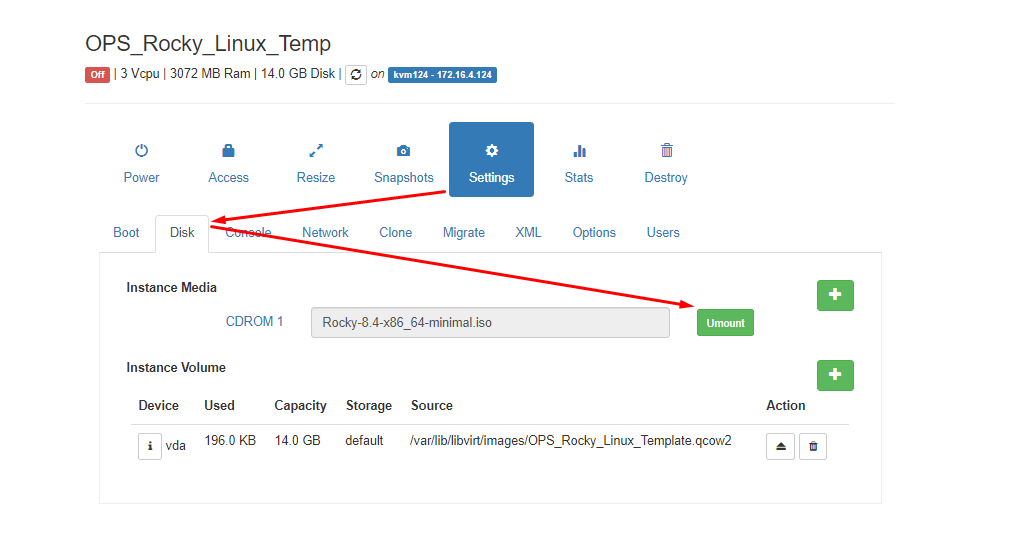 OPS_Rocky_Linux_Temp
Off | 3 Vcpu | 3072 MB Ram | 14.0 GB Disk | on kvm124 - 172.16.4.124
Power Access Resize Snapshots Settings Stats Destroy
Boot Disk Console Network Clone Migrate XML Options Users
Instance Media
CDROM 1 Rocky-8.4-x86_64-minimal.iso Umount
Instance Volume
Device Used Capacity Storage Source Action
vda 196.0 KB 14.0 GB default /var/lib/libvirt/images/OPS_Rocky_Linux_Template.qcow2